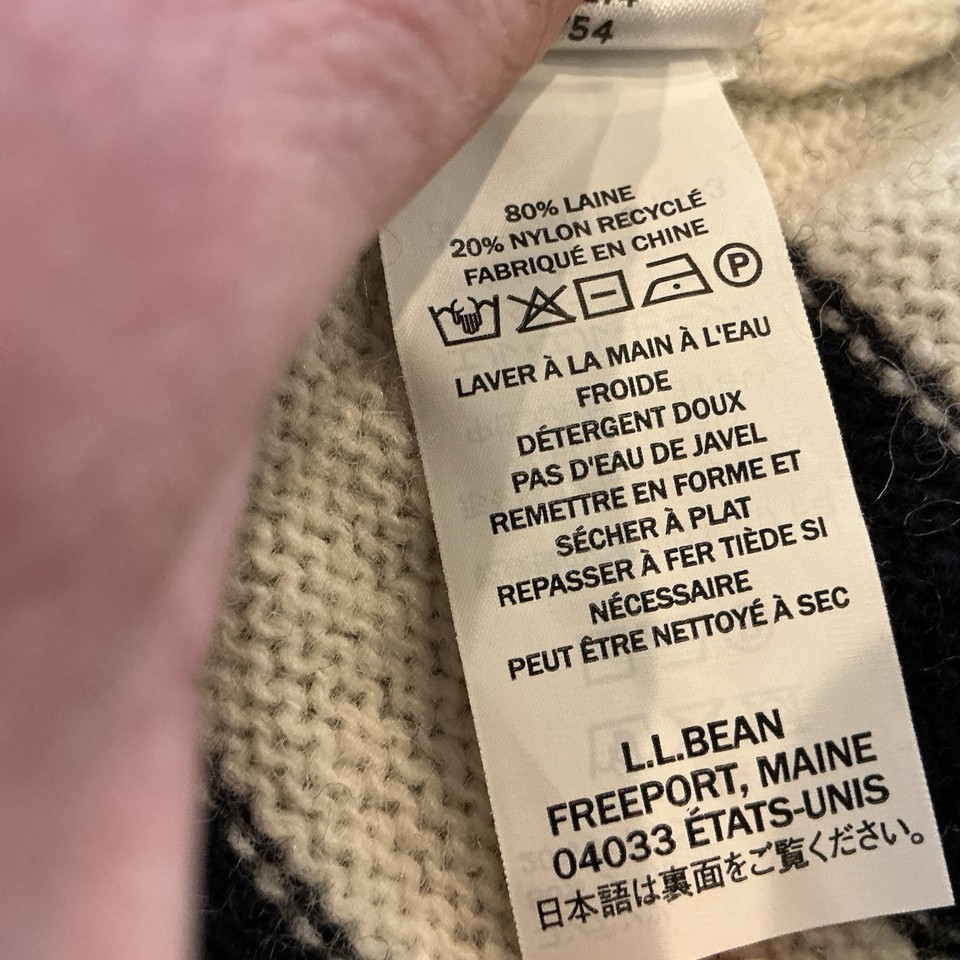 54
80% LAINE
20% NYLON RECYCLÉ
FABRIQUÉ EN CHINE
P
LAVER À LA MAIN À L'EAU
FROIDE
DÉTERGENT DOUX
PAS D'EAU DE JAVEL
REMETTRE EN FORME ET
SÉCHER À PLAT
REPASSER À FER TIÈDE SI
NÉCESSAIRE
PEUT ÊTRE NETTOYÉ À SEC
L.L.BEAN
FREEPORT, MAINE
04033 ÉTATS-UNIS
日本語は裏面をご覧ください。